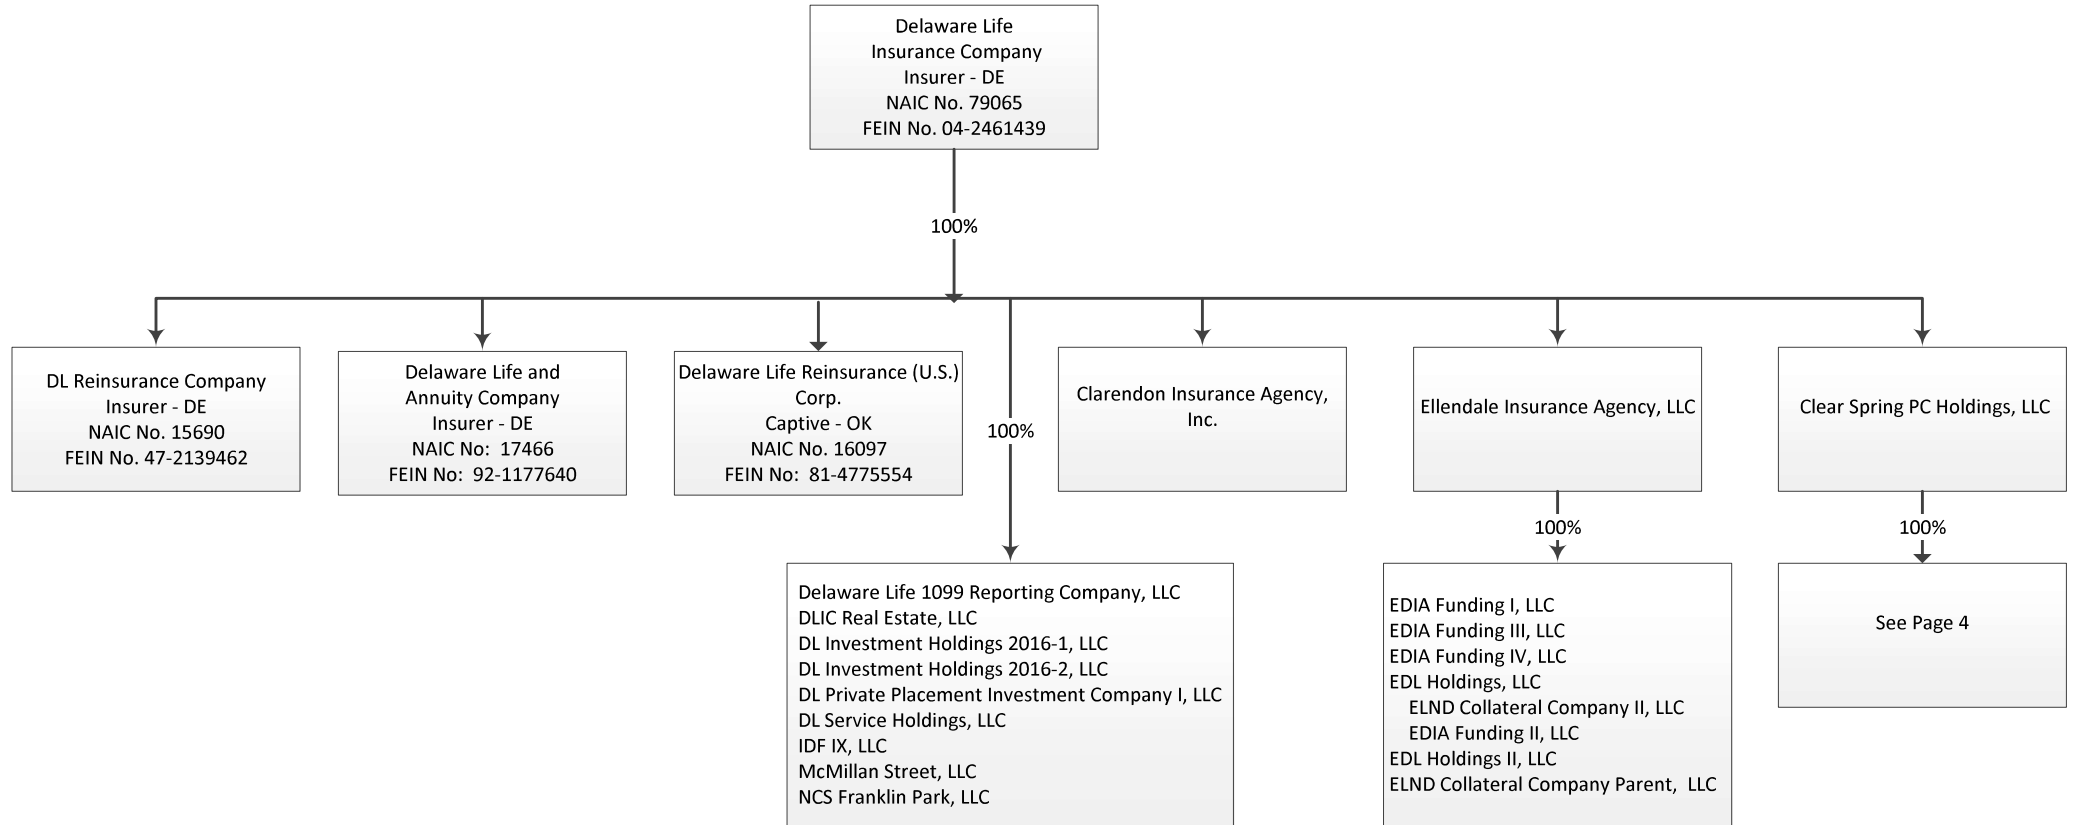 Delaware Life
Insurance Company
Insurer - DE
NAIC No. 79065
FEIN No. 04-2461439
100%
DL Reinsurance Company
Insurer - DE
NAIC No. 15690
FEIN No. 47-2139462
Delaware Life and
Annuity Company
Insurer - DE
NAIC No:  17466
FEIN No:  92-1177640
Delaware Life Reinsurance (U.S.)
Corp.
Captive - OK
NAIC No. 16097
FEIN No:  81-4775554
100%
Clarendon Insurance Agency,
Inc.
Ellendale Insurance Agency, LLC
Clear Spring PC Holdings, LLC
100%
100%
Delaware Life 1099 Reporting Company, LLC
DLIC Real Estate, LLC
DL Investment Holdings 2016-1, LLC
DL Investment Holdings 2016-2, LLC
DL Private Placement Investment Company I, LLC
DL Service Holdings, LLC
IDF IX, LLC
McMillan Street, LLC
NCS Franklin Park, LLC
EDIA Funding I, LLC
EDIA Funding III, LLC
EDIA Funding IV, LLC
EDL Holdings, LLC
ELND Collateral Company II, LLC
EDIA Funding II, LLC
EDL Holdings II, LLC
ELND Collateral Company Parent,  LLC
See Page 4